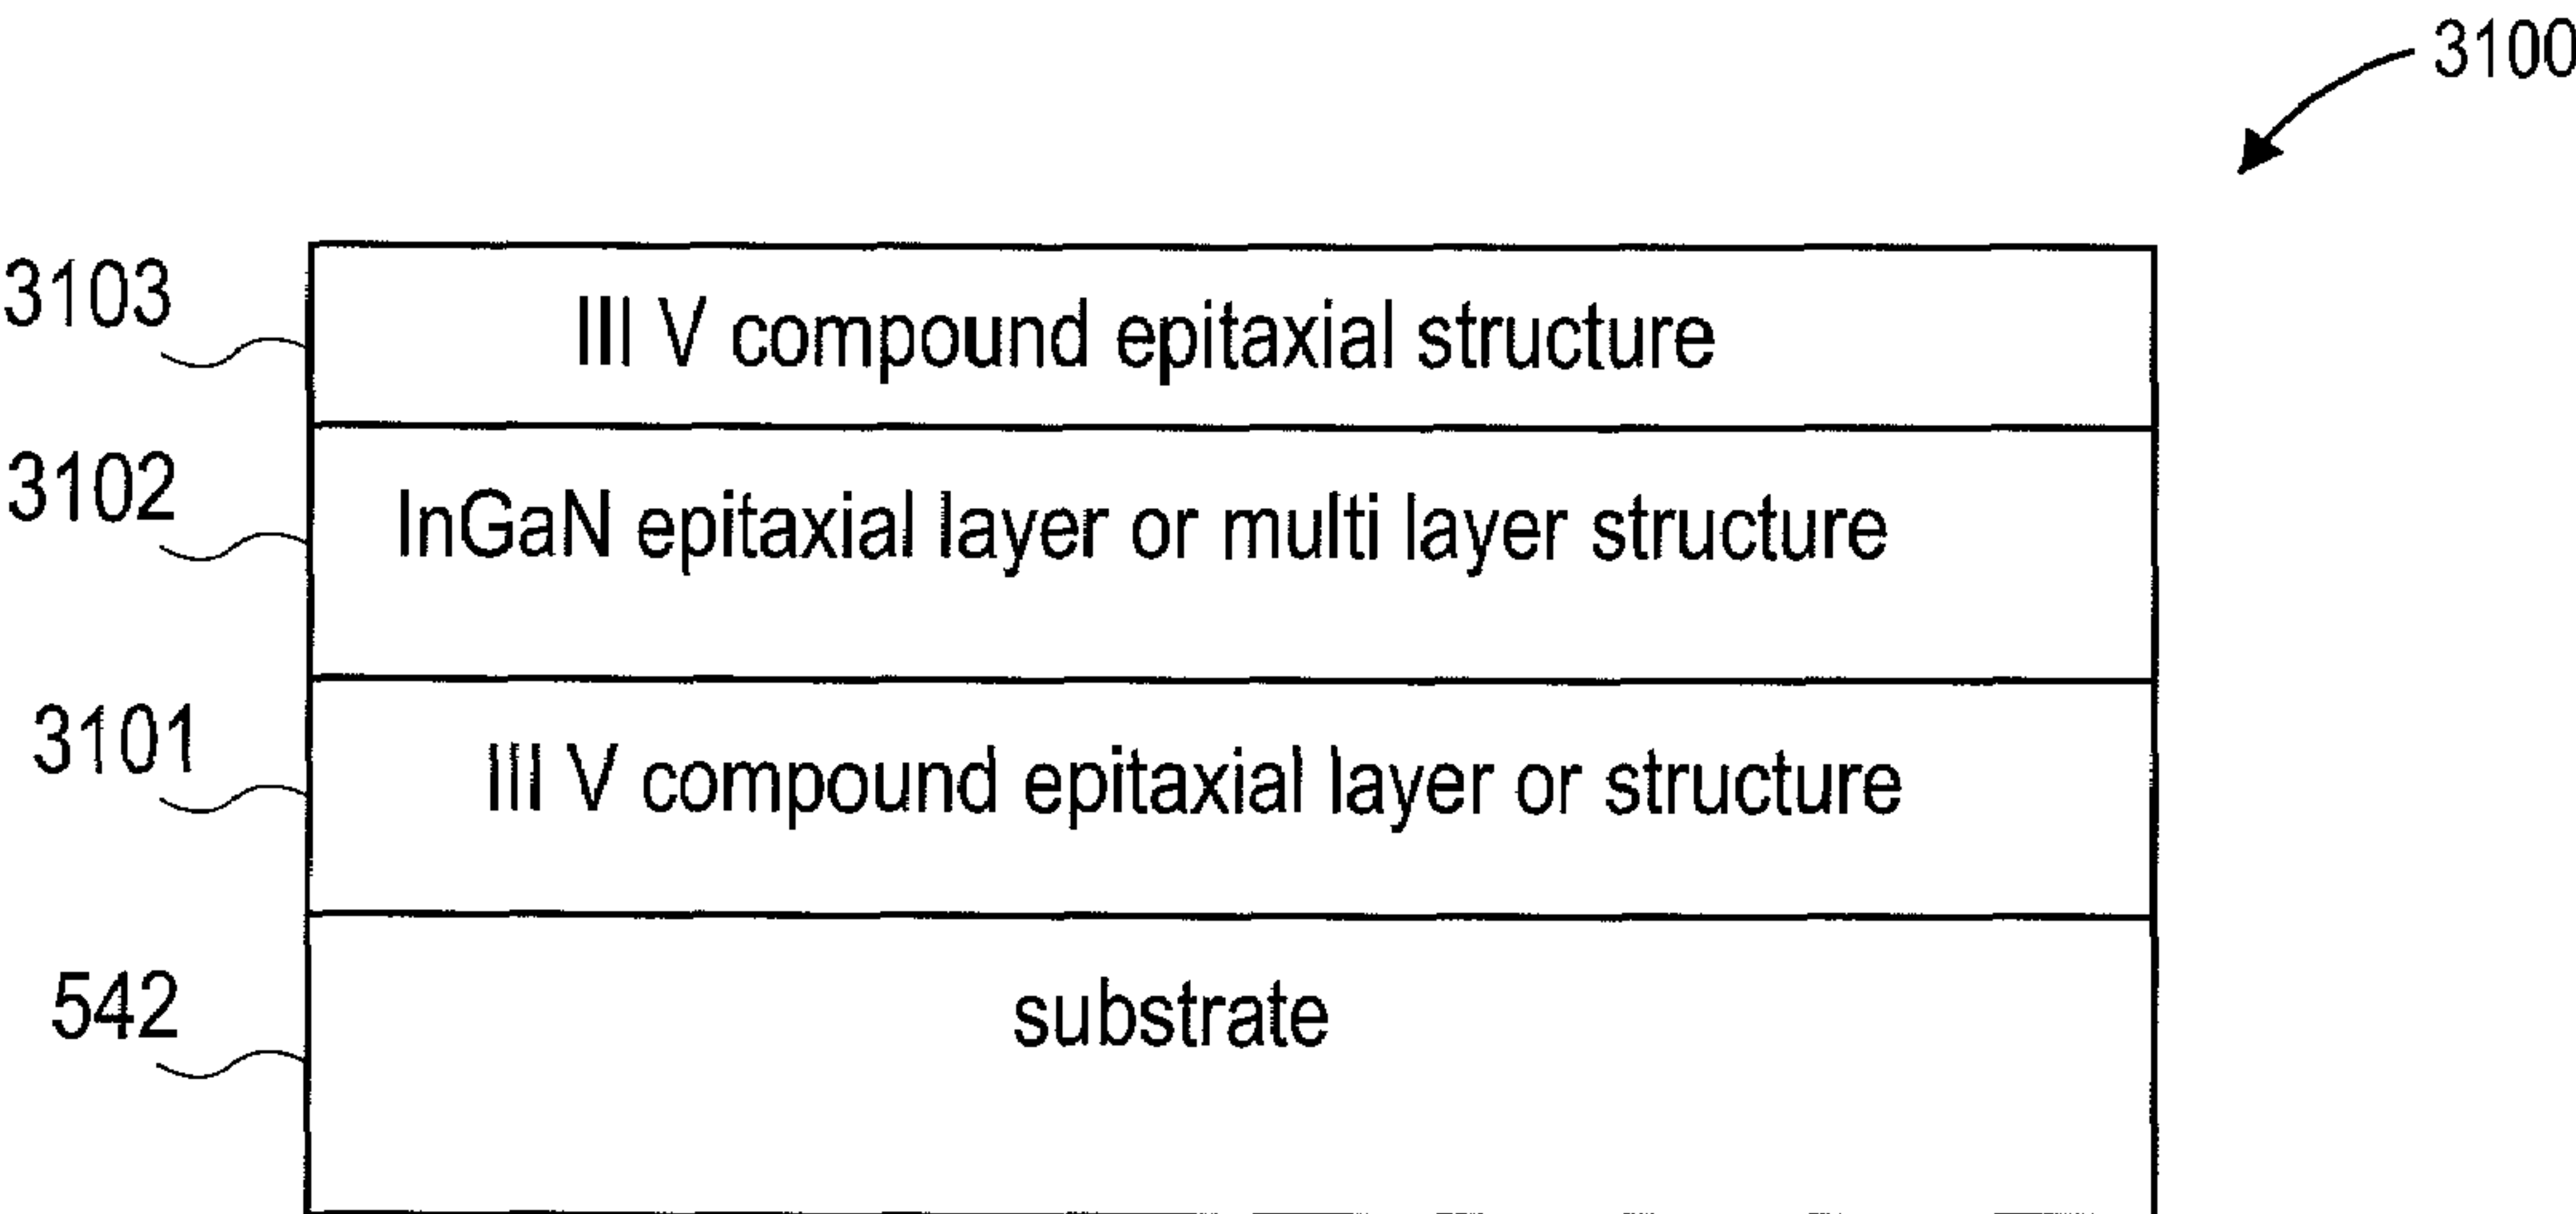 3100
3103
III V compound epitaxial structure
3102
InGaN epitaxial layer or multi layer structure
3101
III V compound epitaxial layer or structure
542
substrate